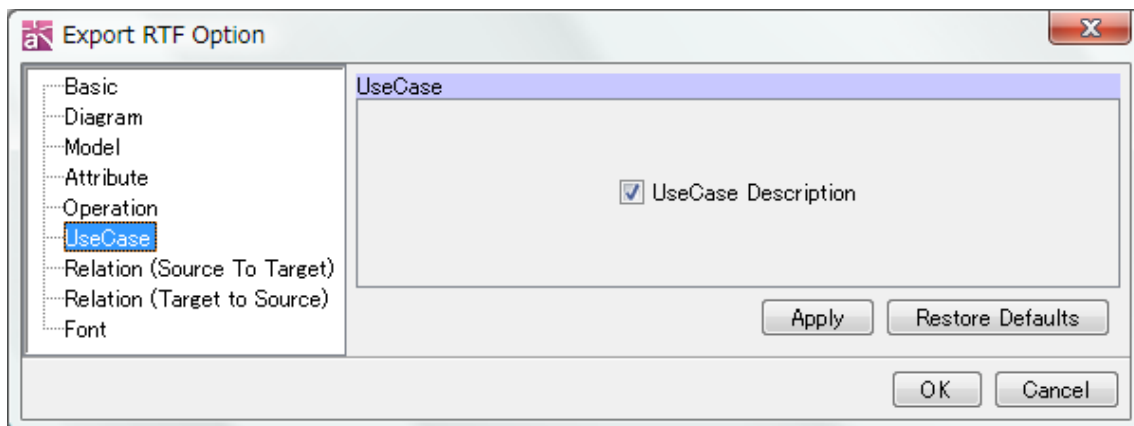 Export RTF Option
Basic
Diagram
Model
Attribute
Operation
UseCase
Relation (Source To Target)
Relation (Target to Source)
Font
UseCase
UseCase Description
Apply
Restore Defaults
OK
Cancel